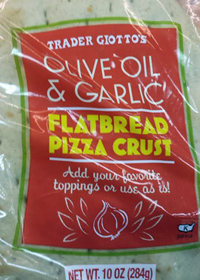 TRADER GIOTTO'S
OLIVE OIL
& GARLIC
FLATBREAD
PIZZA CRUST
Add your favorite
toppings or use as is!
NET WT. 10 OZ (284g)